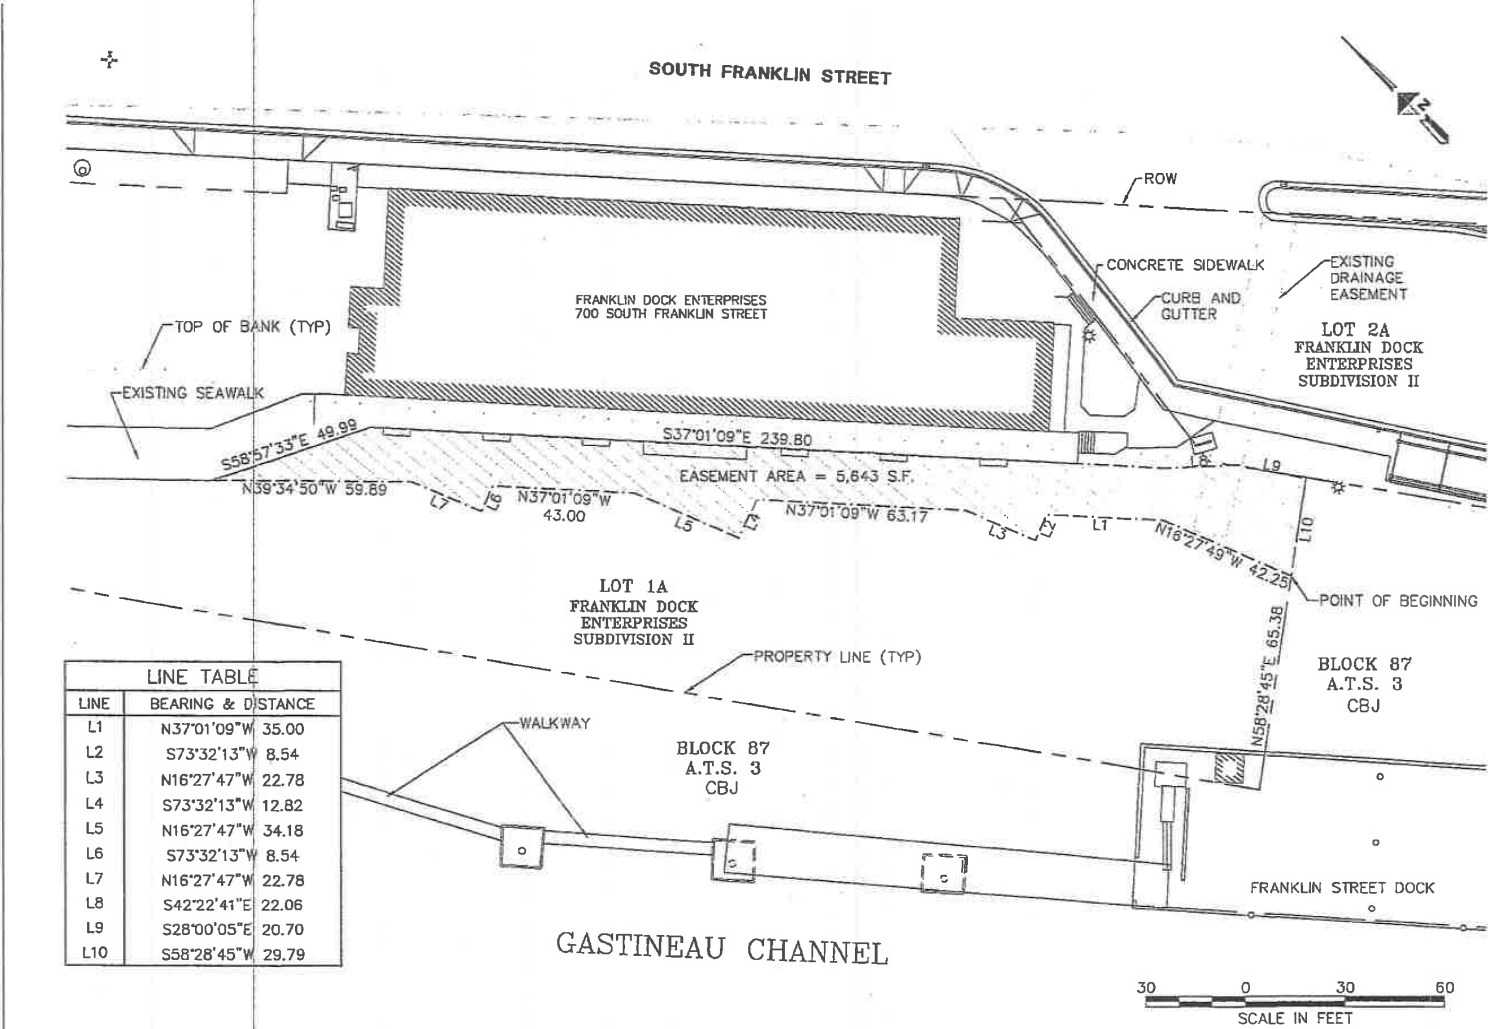 SOUTH FRANKLIN STREET
N
ROW
CONCRETE SIDEWALK
CURB AND
GUTTER
EXISTING
DRAINAGE
EASEMENT
LOT 2A
FRANKLIN DOCK
ENTERPRISES
SUBDIVISION II
FRANKLIN DOCK ENTERPRISES
700 SOUTH FRANKLIN STREET
TOP OF BANK (TYP)
EXISTING SEAWALK
S58°57'33"E 49.99
S37°01'09"E 239.80
EASEMENT AREA = 5,643 S.F.
L8
L9
N39°34'50"W 59.89
L7
L6
N37°01'09"W
43.00
L5
L4
N37°01'09"W 63.17
L3
L2
L1
N16°27'49"W 42.25
L10
POINT OF BEGINNING
LOT 1A
FRANKLIN DOCK
ENTERPRISES
SUBDIVISION II
PROPERTY LINE (TYP)
N58°28'45"E 65.38
BLOCK 87
A.T.S. 3
CBJ
LINE TABLE
LINE BEARING & DISTANCE
L1 N37°01'09"W 35.00
L2 S73°32'13"W 8.54
L3 N16°27'47"W 22.78
L4 S73°32'13"W 12.82
L5 N16°27'47"W 34.18
L6 S73°32'13"W 8.54
L7 N16°27'47"W 22.78
L8 S42°22'41"E 22.06
L9 S28°00'05"E 20.70
L10 S58°28'45"W 29.79
WALKWAY
BLOCK 87
A.T.S. 3
CBJ
FRANKLIN STREET DOCK
GASTINEAU CHANNEL
30 0 30 60
SCALE IN FEET